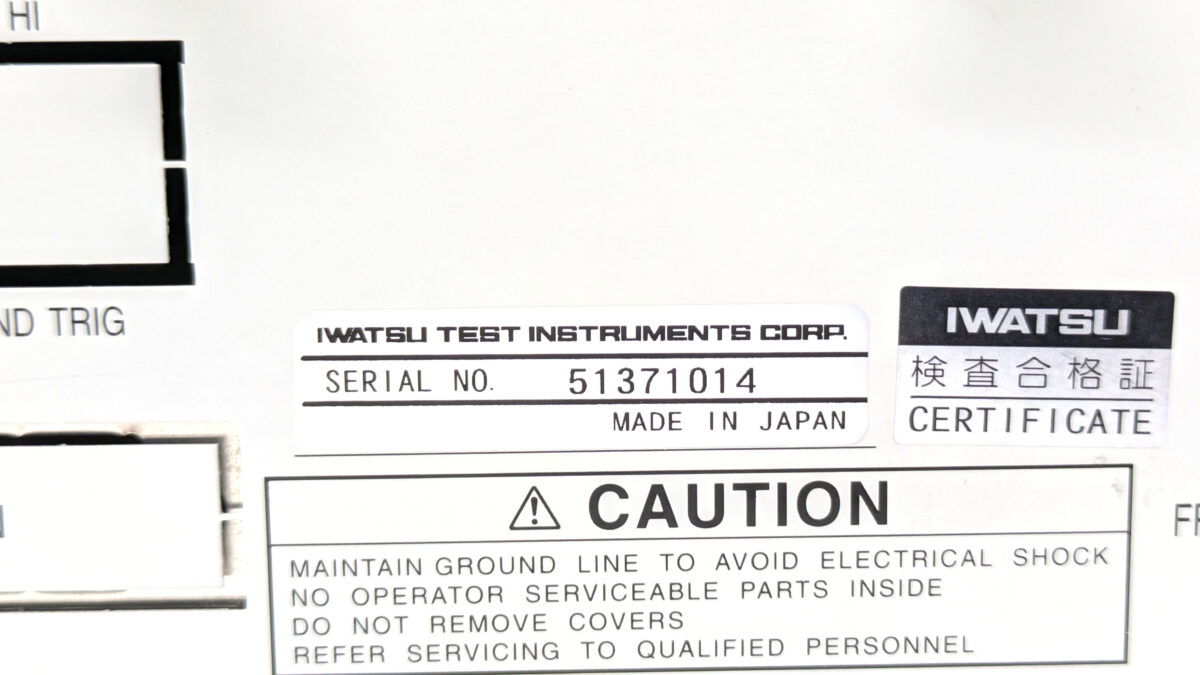 HI
ND TRIG
IWATSU TEST INSTRUMENTS CORP.
SERIAL NO. 51371014
MADE IN JAPAN
IWATSU
検査合格証
CERTIFICATE
⚠ CAUTION
MAINTAIN GROUND LINE TO AVOID ELECTRICAL SHOCK
NO OPERATOR SERVICEABLE PARTS INSIDE
DO NOT REMOVE COVERS
REFER SERVICING TO QUALIFIED PERSONNEL